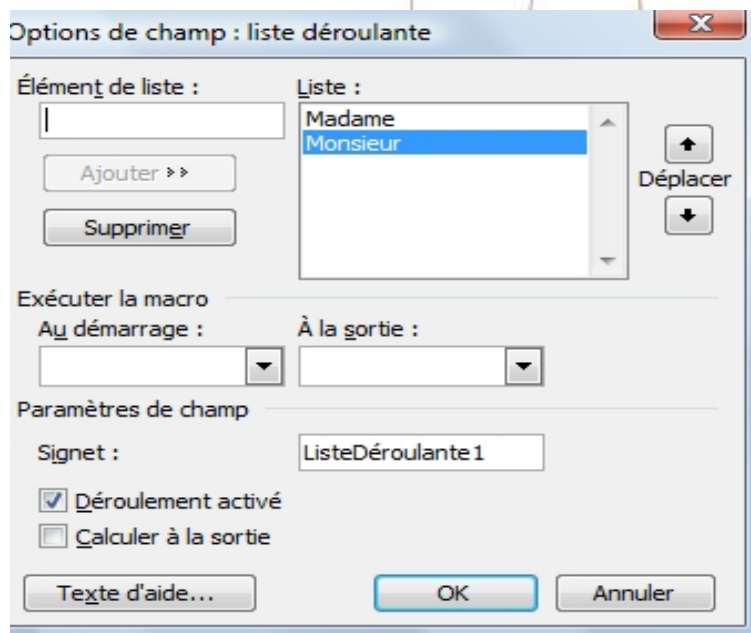 Options de champ : liste déroulante
Élément de liste :
Liste :
Madame
Monsieur
Ajouter
Déplacer
Supprimer
Exécuter la macro
Au démarrage :
À la sortie :
Paramètres de champ
Signet :
ListeDéroulante1
Déroulement activé
Calculer à la sortie
Texte d'aide...
OK
Annuler